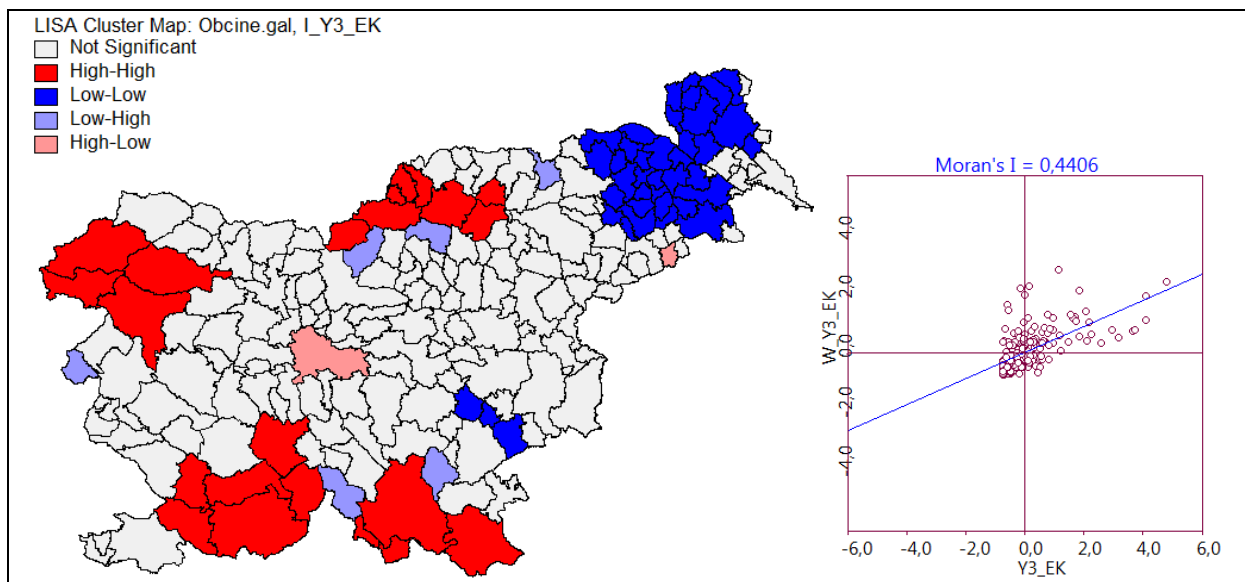 LISA Cluster Map: Obcine.gal, I_Y3_EK
Not Significant
High-High
Low-Low
Low-High
High-Low
Moran's I = 0,4406
4,0
2,0
0,0
-2,0
-4,0
W_Y3_EK
-6,0 -4,0 -2,0 0,0 2,0 4,0 6,0
Y3_EK